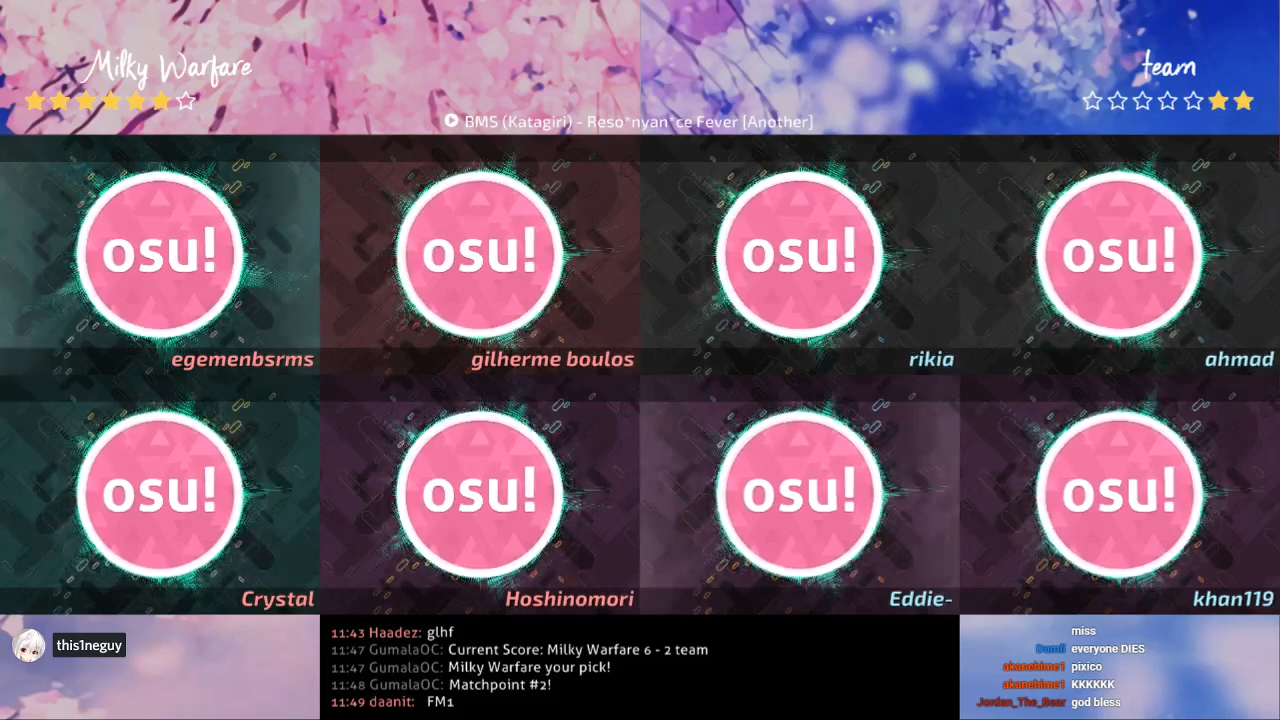 Milky Warfare
team
BMS (Katagiri) - Reso*nyan*ce Fever [Another]
osu!
osu!
osu!
osu!
egemenbsrms
gilherme boulos
rikia
ahmad
osu!
osu!
osu!
osu!
Crystal
Hoshinomori
Eddie-
khan119
this1neguy
11:43 Haadez: glhf
11:47 GumalaOC: Current Score: Milky Warfare 6 - 2 team
11:47 GumalaOC: Milky Warfare your pick!
11:48 GumalaOC: Matchpoint #2!
11:49 daanit: FM1
miss
everyone DIES
akanehime1 pixico
akanehime1 KKKKKK
Jordan_The_Bear god bless